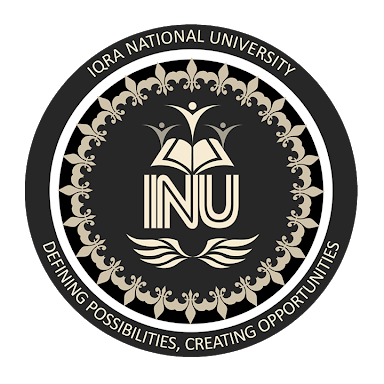 IQRA NATIONAL UNIVERSITY
INU
DEFINING POSSIBILITIES, CREATING OPPORTUNITIES